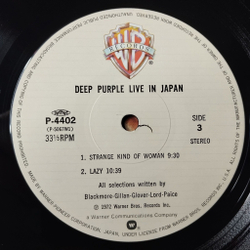 RECORDS
DEEP PURPLE LIVE IN JAPAN
P-4402
(P-5067W3)
33⅓RPM
SIDE
3
STEREO
1. STRANGE KIND OF WOMAN 9:30
2. LAZY 10:39
All selections written by
Blackmore-Gillan-Glover-Lord-Paice
℗ 1972 Warner Bros. Records Inc.
a Warner Communications Company